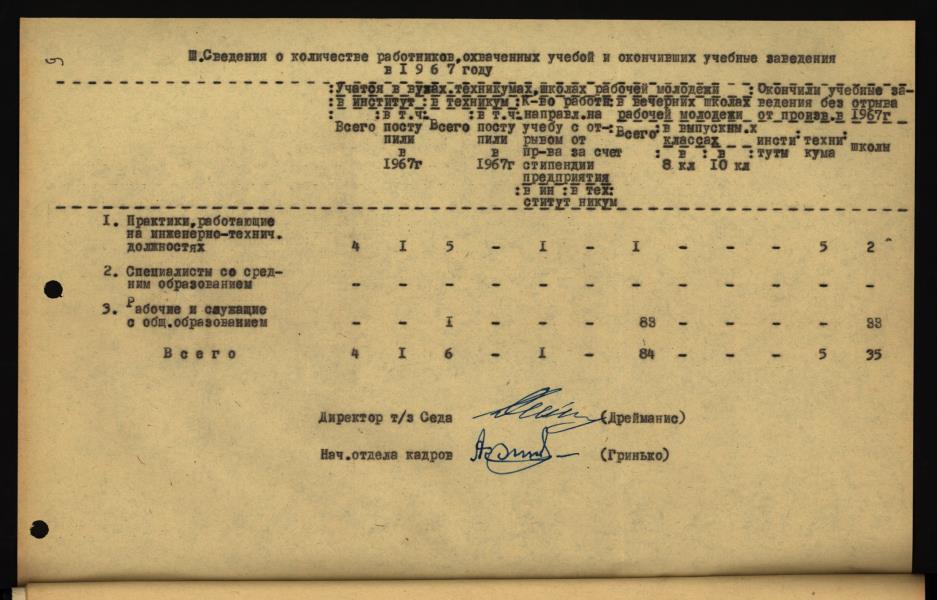 5
Ш.Сведения о количестве работников,охваченных учебой и окончивших учебные заведения
в I 9 6 7 году
:Учатся в вузах.техникумах,школах рабочей молодежи :Окончили учебные за-
:в институт :в техникум :К-во работн:в вечерних школах ведения без отрыва
: :в т.ч: :в т.ч:направл.на рабочей молодежи от произв.в 1967г
Всего посту Всего посту учебу с от-:Всего:в выпускных инсти:техни:школы
пили пили рывом от классах туты кума
в в пр-ва за счет : в : в :
1967г 1967г стипендии 8 кл 10 кл
предприятия
:в ин :в тех:
ститут никум
I. Практики,работающие
на инженерно-технич.
должностях 4 I 5 - I - I - - - 5 2
2. Специалисты со сред-
ним образованием - - - - - - - - - - - -
3. Рабочие и служащие
с общ.образованием - - I - - - 83 - - - - 33
В с е г о 4 I 6 - I - 84 - - - 5 35
Директор т/з Седа (Дрейманис)
Нач.отдела кадров (Гринько)